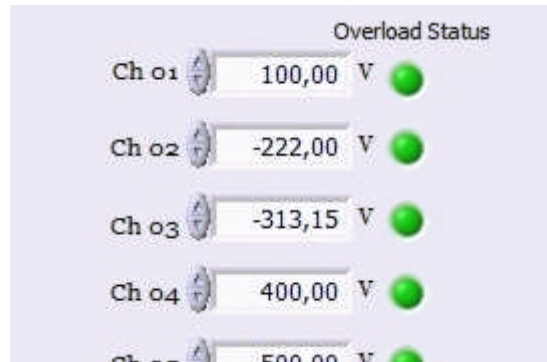 Overload Status
Ch 01 100,00 V
Ch 02 -222,00 V
Ch 03 -313,15 V
Ch 04 400,00 V